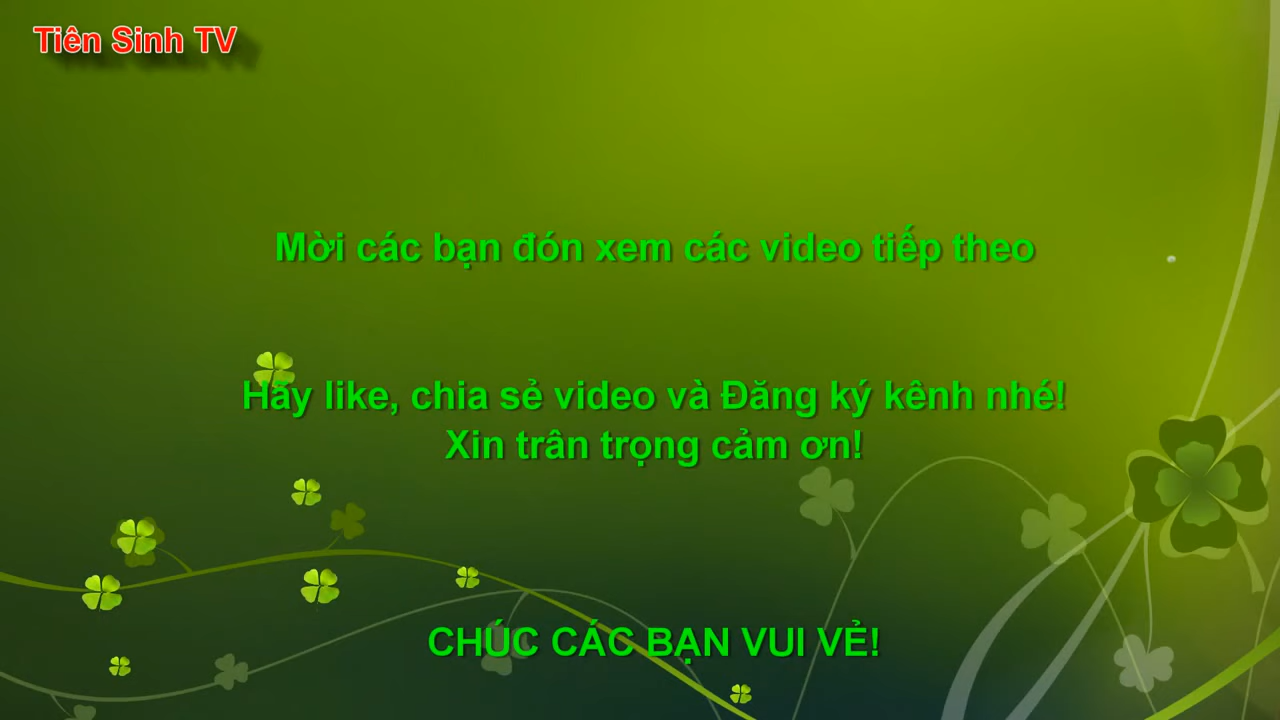 Tiên Sinh TV
Mời các bạn đón xem các video tiếp theo
Hãy like, chia sẻ video và Đăng ký kênh nhé!
Xin trân trọng cảm ơn!
CHÚC CÁC BẠN VUI VẺ!